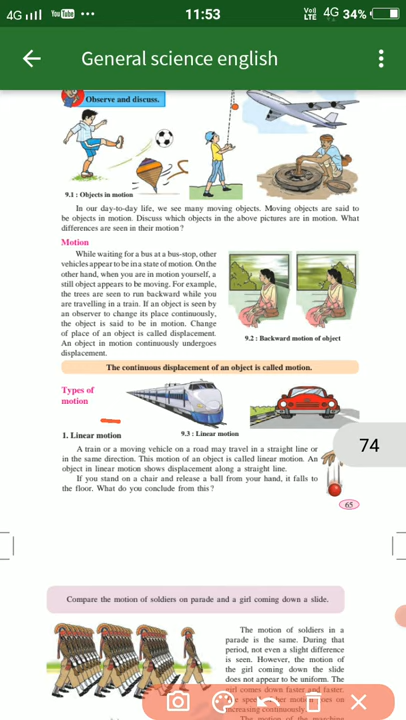 4G
YouTube
11:53
Vo))
LTE
4G 34%
General science english
Observe and discuss.
9.1 : Objects in motion
In our day-to-day life, we see many moving objects. Moving objects are said to
be objects in motion. Discuss which objects in the above pictures are in motion. What
differences are seen in their motion?
Motion
While waiting for a bus at a bus-stop, other
vehicles appear to be in a state of motion. On the
other hand, when you are in motion yourself, a
still object appears to be moving. For example,
the trees are seen to run backward while you
are travelling in a train. If an object is seen by
an observer to change its place continuously,
the object is said to be in motion. Change
of place of an object is called displacement.
An object in motion continuously undergoes
displacement.
9.2 : Backward motion of object
The continuous displacement of an object is called motion.
Types of
motion
9.3 : Linear motion
1. Linear motion
A train or a moving vehicle on a road may travel in a straight line or
in the same direction. This motion of an object is called linear motion. An
object in linear motion shows displacement along a straight line.
If you stand on a chair and release a ball from your hand, it falls to
the floor. What do you conclude from this?
74
65
Compare the motion of soldiers on parade and a girl coming down a slide.
The motion of soldiers in a
parade is the same. During that
period, not even a slight difference
is seen. However, the motion of
the girl coming down the slide
does not appear to be uniform. The
girl comes down faster and faster.
speed goes on
increasing continuously.
The motion of the marching